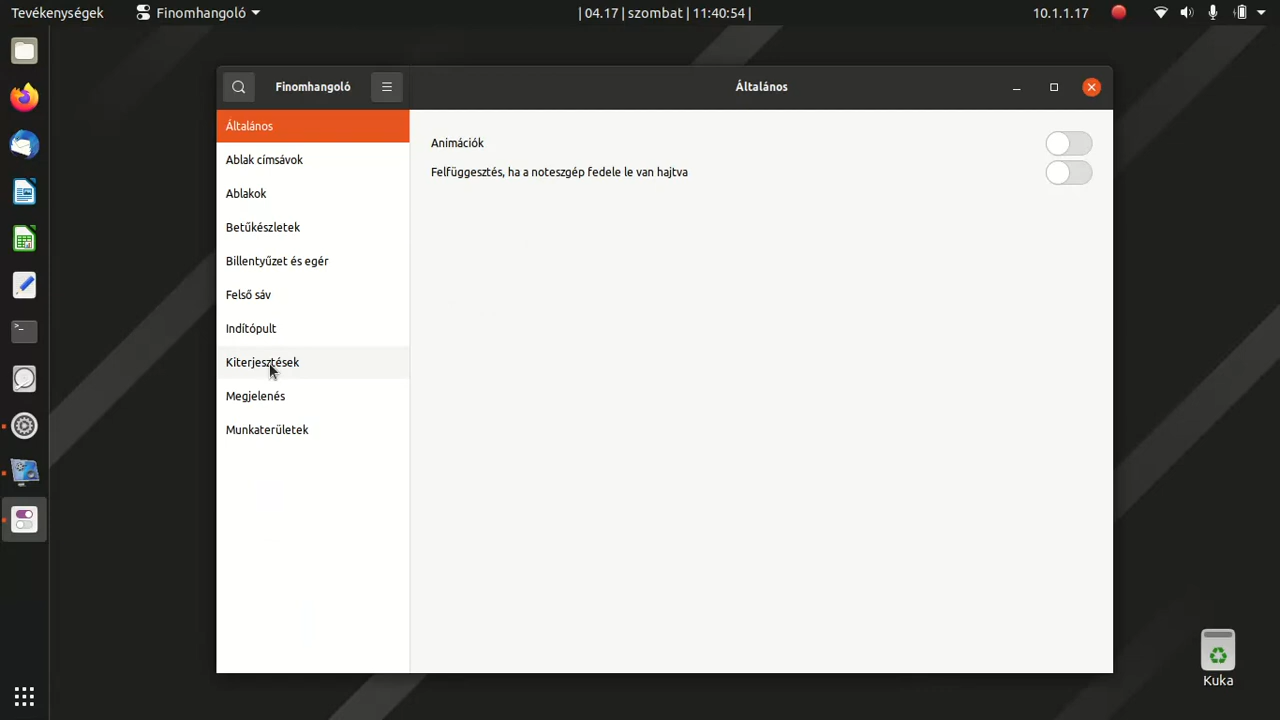 Tevékenységek
Finomhangoló
| 04.17 | szombat | 11:40:54 |
10.1.1.17
Finomhangoló
Általános
Általános
Ablak címsávok
Ablakok
Betűkészletek
Billentyűzet és egér
Felső sáv
Indítópult
Kiterjesztések
Megjelenés
Munkaterületek
Animációk
Felfüggesztés, ha a noteszgép fedele le van hajtva
Kuka